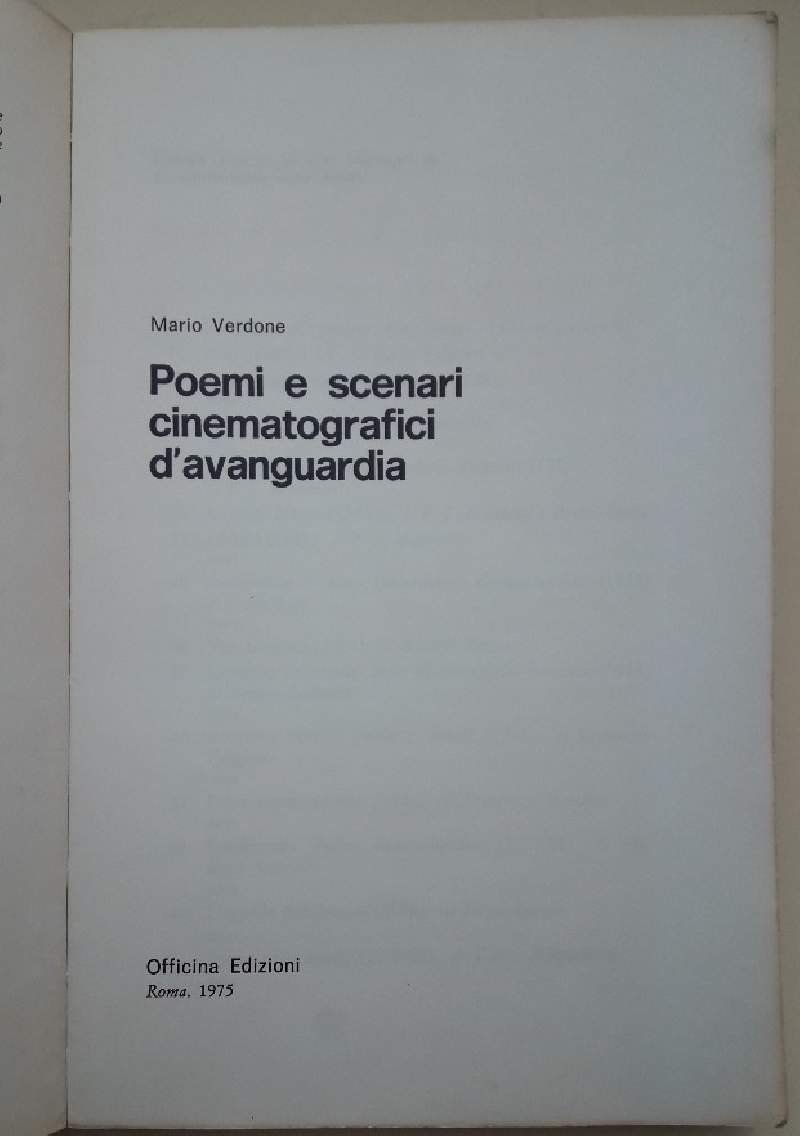 Mario Verdone
Poemi e scenari
cinematografici
d'avanguardia
Officina Edizioni
Roma, 1975